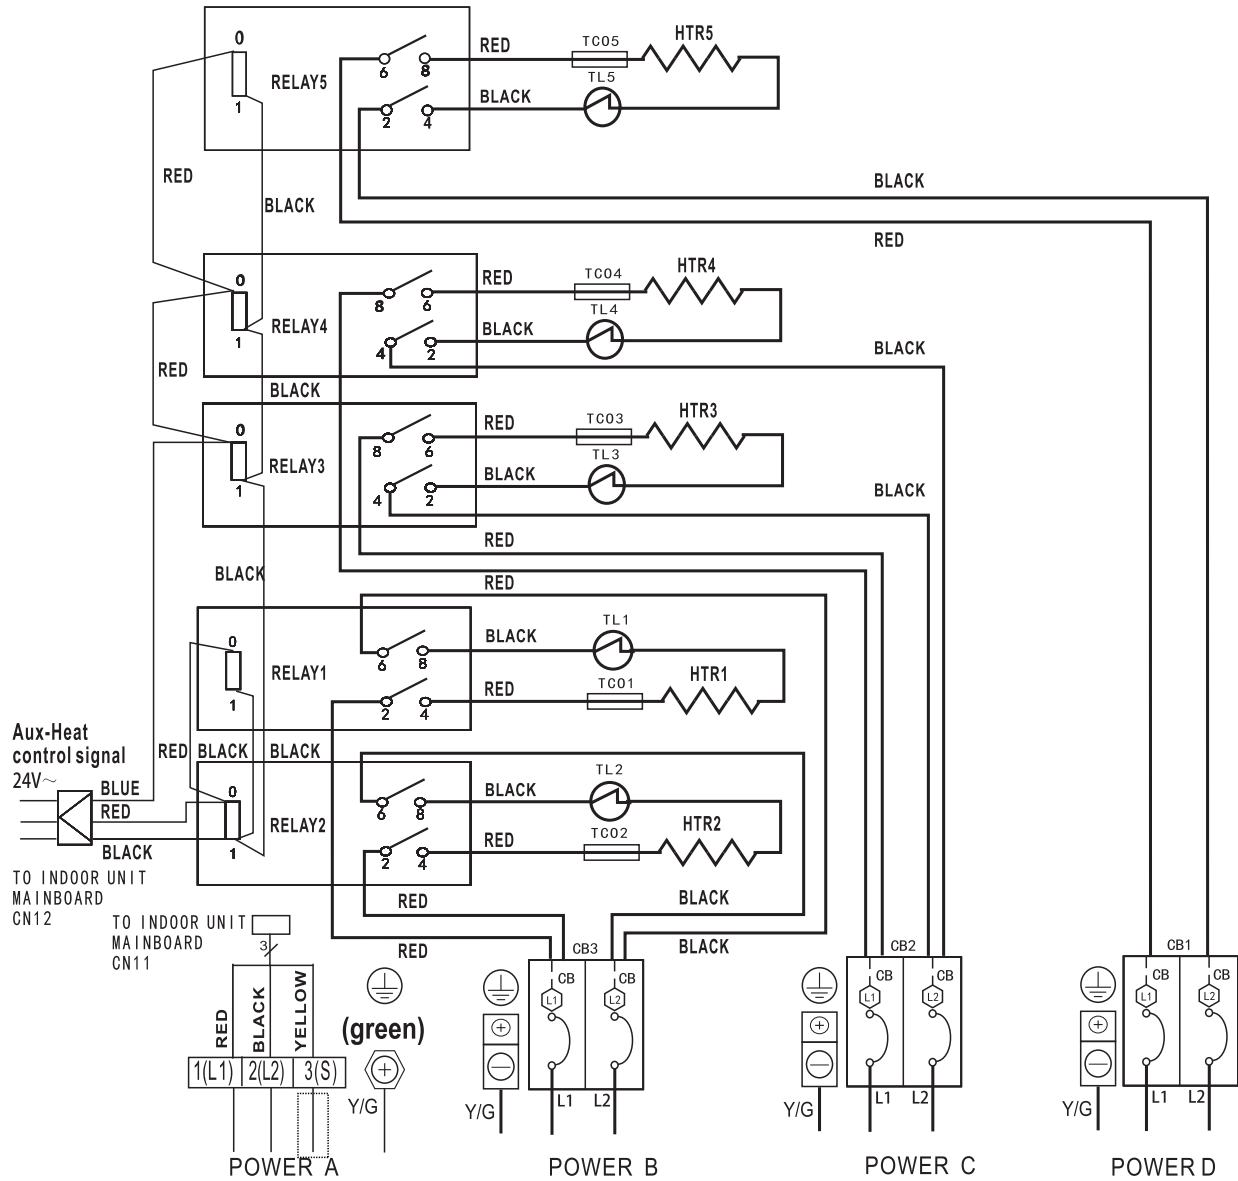 0
RELAY5
1
6
8
2
4
RED
TCO5
HTR5
TL5
BLACK
RED
BLACK
BLACK
RED
0
RELAY4
1
8
6
4
2
RED
TCO4
HTR4
TL4
BLACK
BLACK
RED
BLACK
0
RELAY3
1
8
6
4
2
RED
TCO3
HTR3
TL3
BLACK
BLACK
RED
BLACK
RED
0
RELAY1
1
6
8
2
4
TL1
BLACK
HTR1
RED
TCO1
Aux-Heat
control signal
24V~
RED
BLACK
BLACK
BLUE
RED
BLACK
0
RELAY2
1
6
8
2
4
TL2
BLACK
HTR2
RED
TCO2
TO INDOOR UNIT
MAINBOARD
CN12
RED
BLACK
RED
BLACK
TO INDOOR UNIT
MAINBOARD
CN11
3
RED
BLACK
YELLOW
1(L1)
2(L2)
3(S)
(green)
Y/G
POWER A
CB3
CB
L1
L2
Y/G
L1
L2
POWER B
CB2
CB
CB
L1
L2
Y/G
L1
L2
POWER C
CB1
CB
CB
L1
L2
Y/G
L1
L2
POWER D
CB